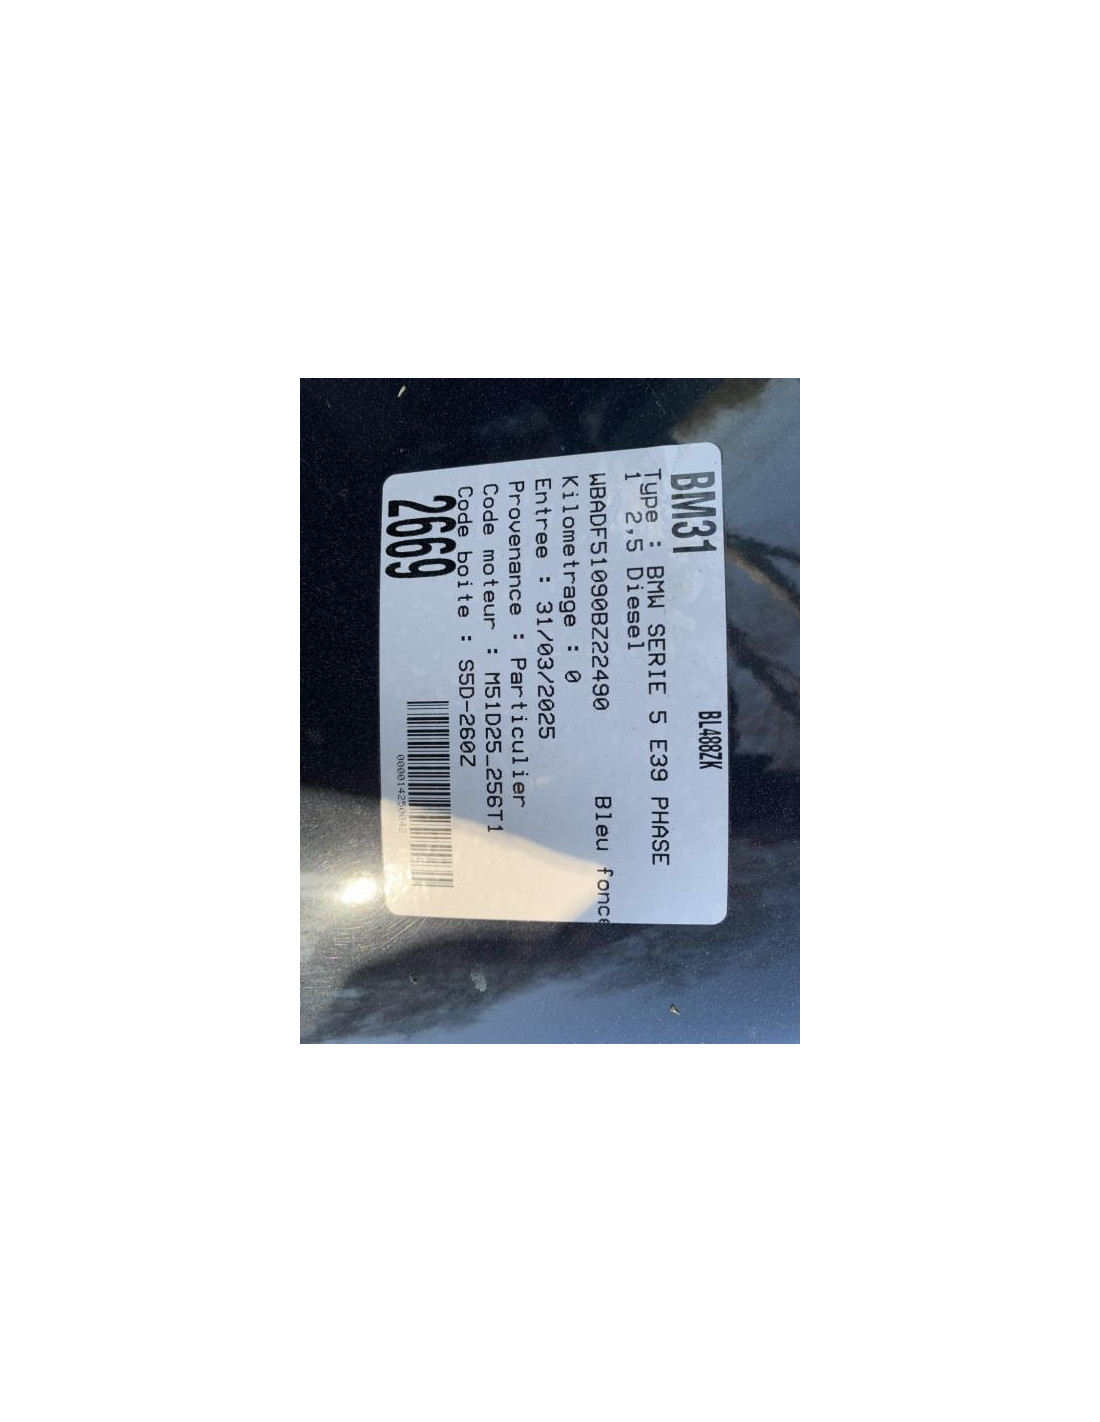 BM31 BL488ZK
Type : BMW SERIE 5 E39 PHASE
1 2,5 Diesel
WBADF51090BZ22490 Bleu fonce
Kilometrage : 0
Entree : 31/03/2025
Provenance : Particulier
Code moteur : M51D25_256T1
Code boite : S5D-260Z
2669
000014250042